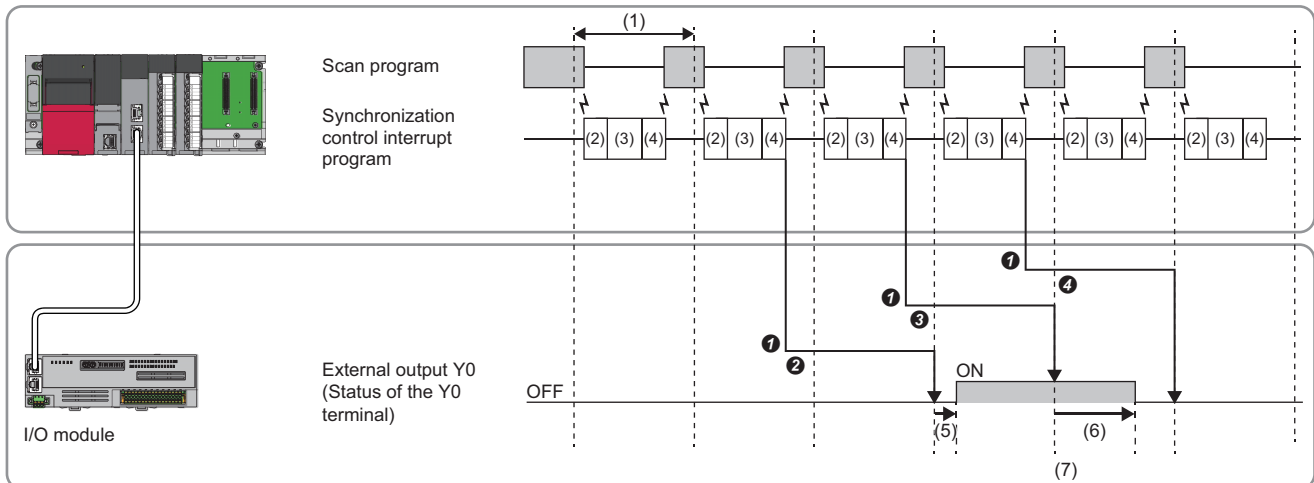 (1)
Scan program
Synchronization
control interrupt
program
(2) (3) (4) (2) (3) (4) (2) (3) (4) (2) (3) (4) (2) (3) (4) (2) (3) (4)
❶
❹
❶
❸
❶
❷
External output Y0
(Status of the Y0
terminal)
OFF
ON
(5)
(6)
(7)
I/O module